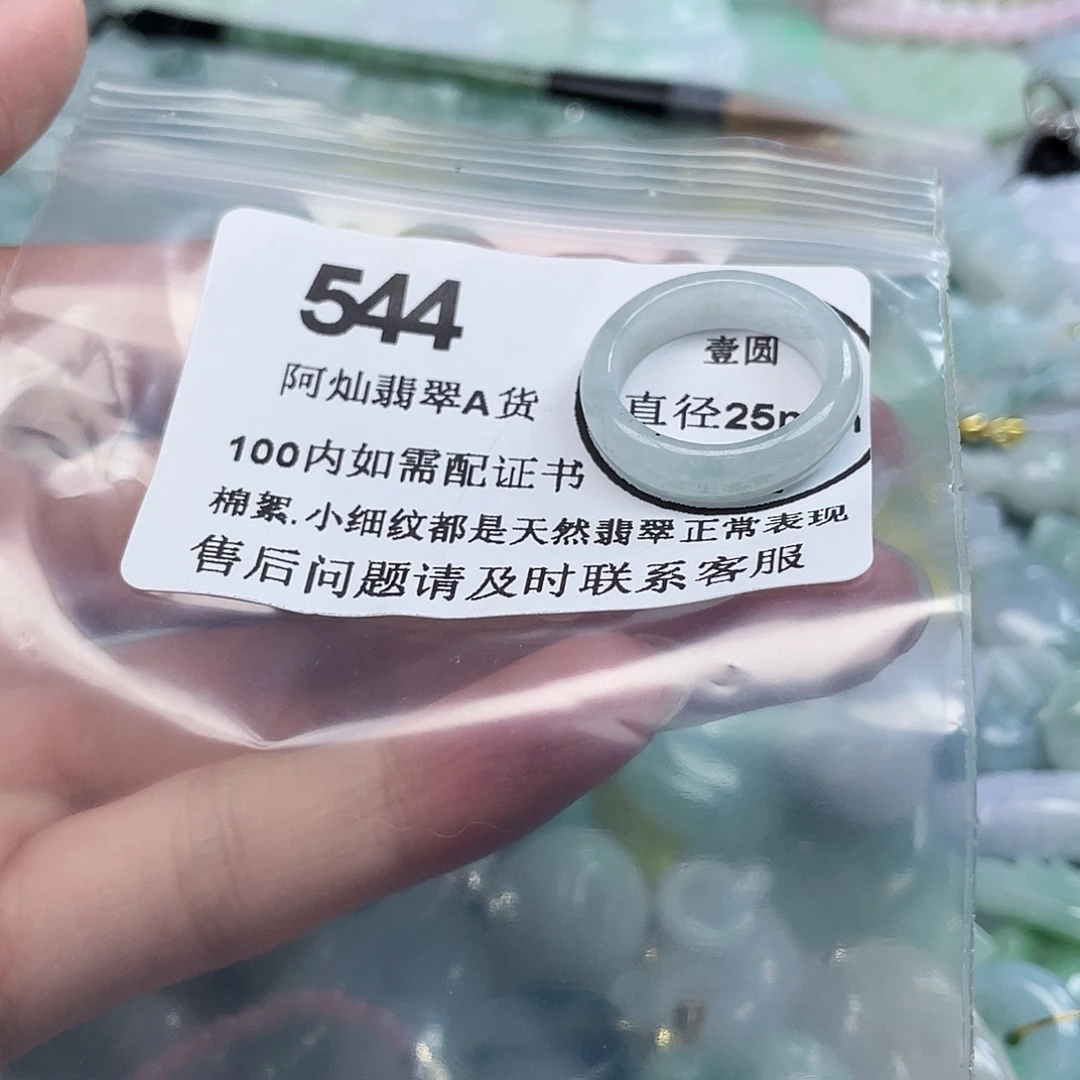 544
阿灿翡翠A货
100内如需配证书
棉絮.小细纹都是天然翡翠正常表现
售后问题请及时联系客服
壹圆
直径25